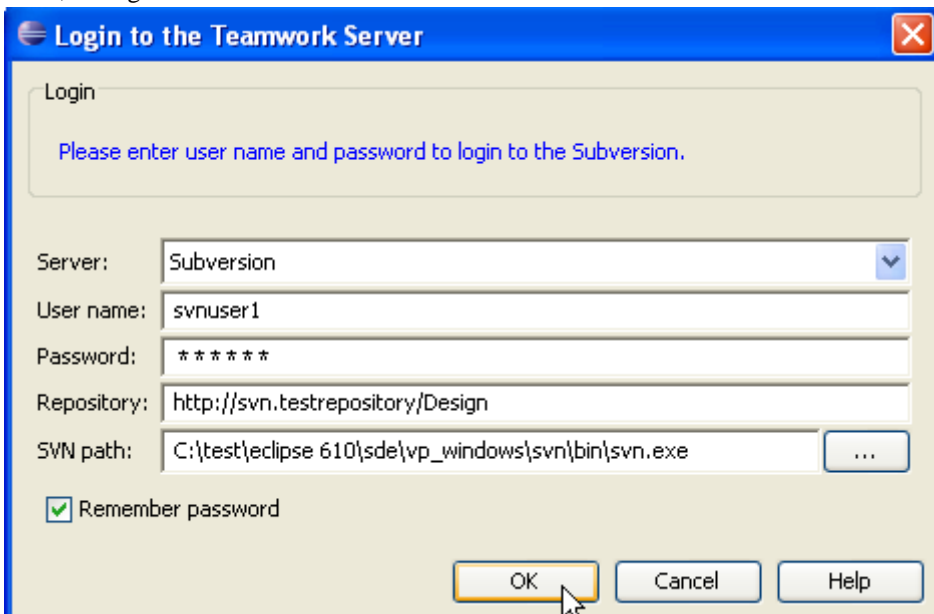 Login to the Teamwork Server
Login
Please enter user name and password to login to the Subversion.
Server: Subversion
User name: svnuser1
Password: ******
Repository: http://svn.testrepository/Design
SVN path: C:\test\eclipse 610\sde\vp_windows\svn\bin\svn.exe ...
Remember password
OK Cancel Help